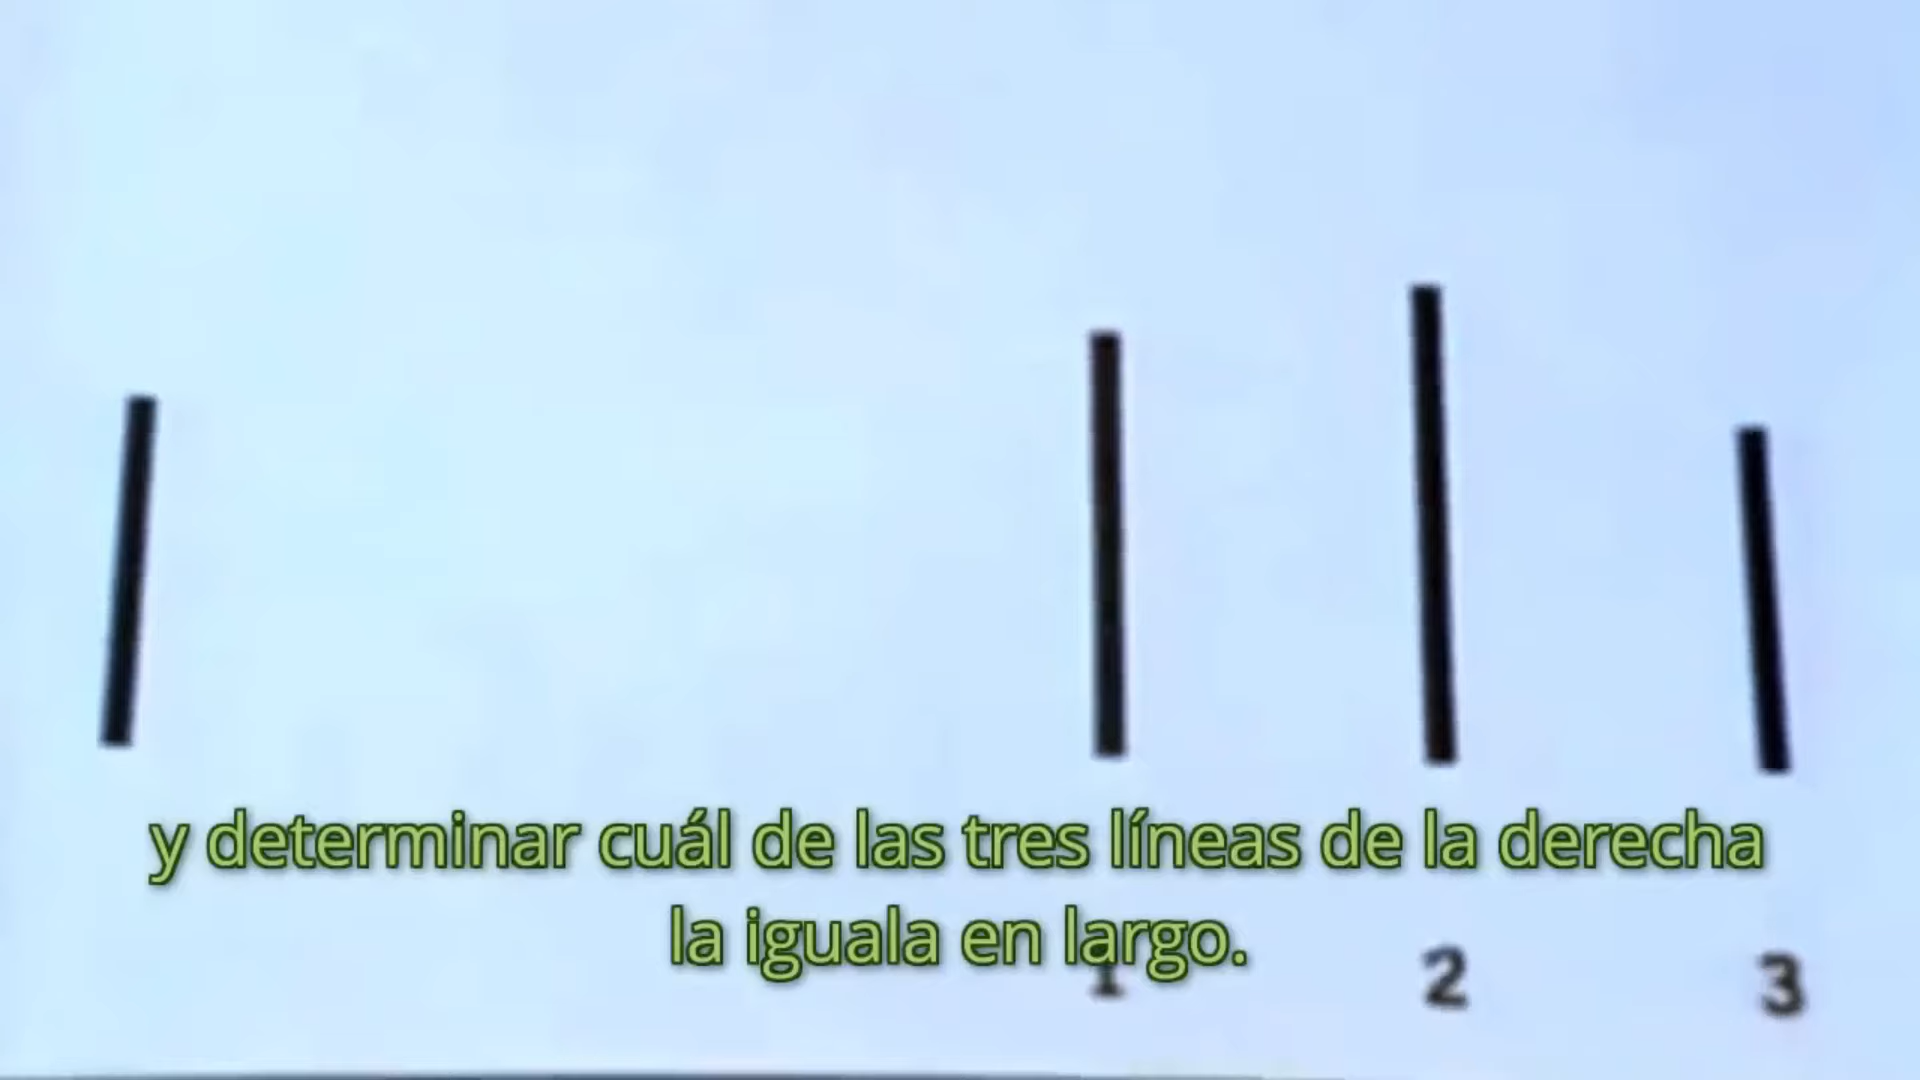 y determinar cuál de las tres líneas de la derecha
la iguala en largo.
1 2 3